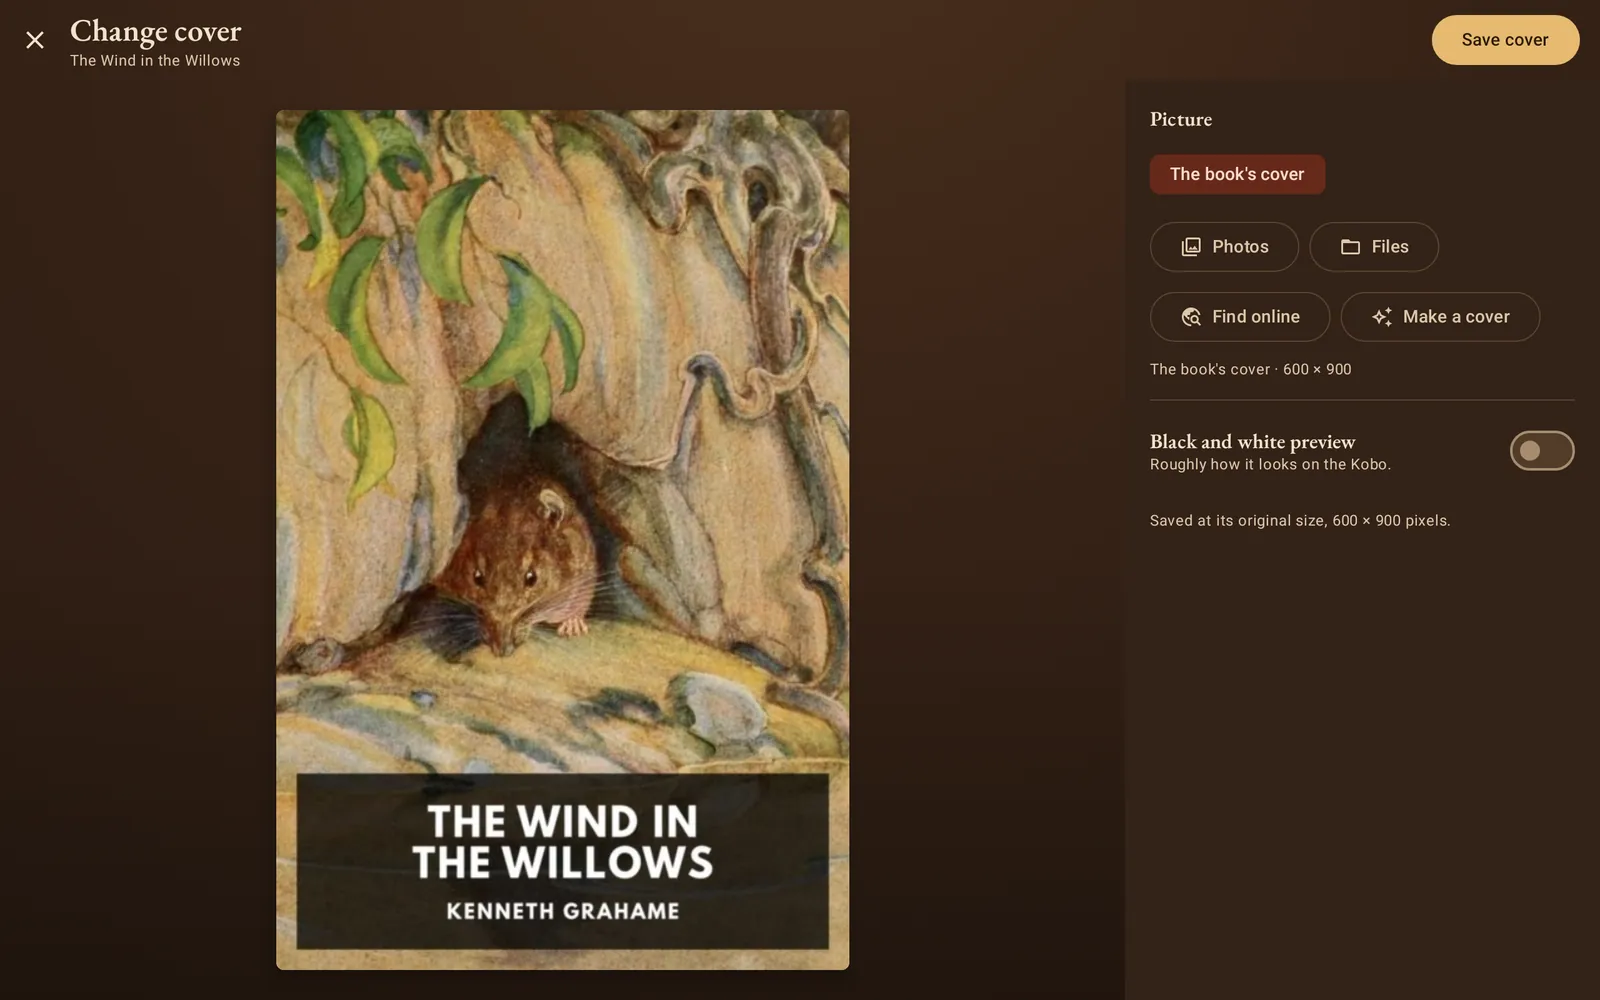 Change cover
The Wind in the Willows
Save cover
THE WIND IN
THE WILLOWS
KENNETH GRAHAME
Picture
The book's cover
Photos
Files
Find online
Make a cover
The book's cover · 600 × 900
Black and white preview
Roughly how it looks on the Kobo.
Saved at its original size, 600 × 900 pixels.